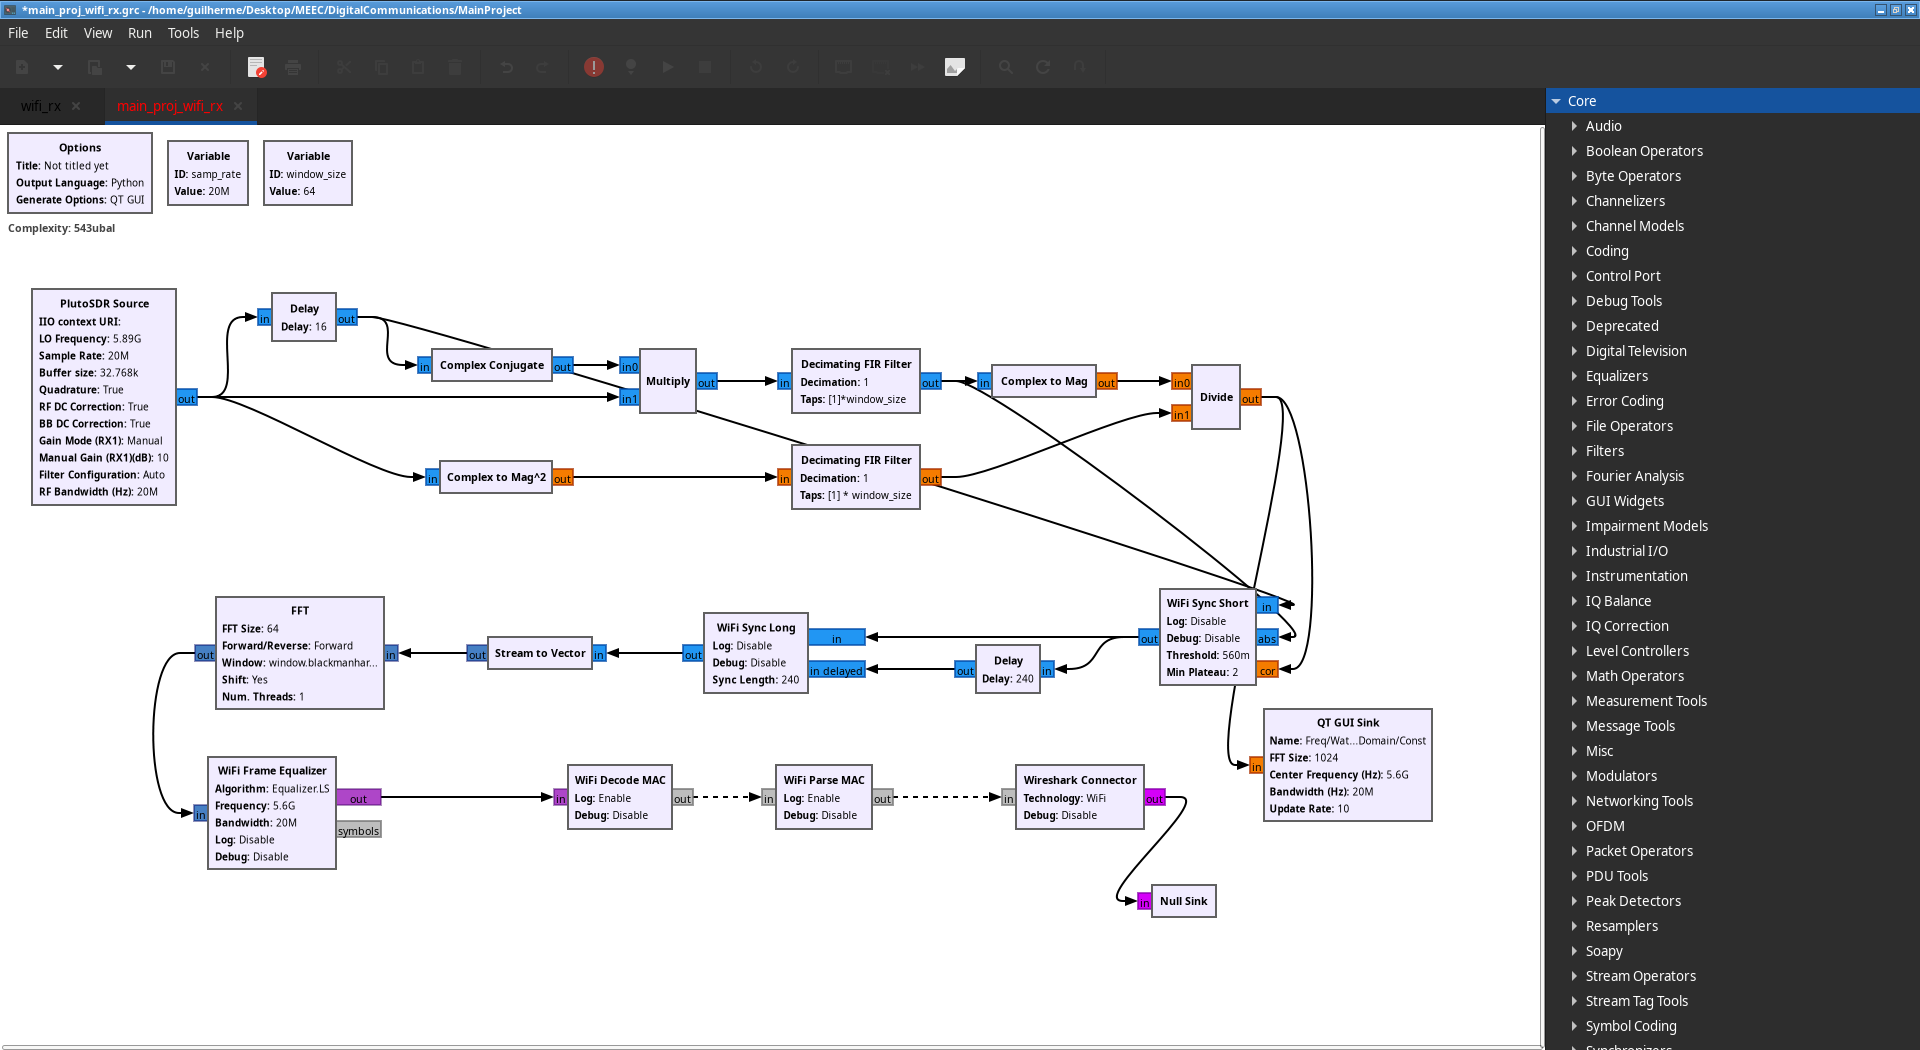 *main_proj_wifi_rx.grc - /home/guilherme/Desktop/MEEC/DigitalCommunications/MainProject
File Edit View Run Tools Help
wifi_rx
main_proj_wifi_rx
Options
Title: Not titled yet
Output Language: Python
Generate Options: QT GUI
Variable
ID: samp_rate
Value: 20M
Variable
ID: window_size
Value: 64
Complexity: 543ubal
PlutoSDR Source
IIO context URI:
LO Frequency: 5.89G
Sample Rate: 20M
Buffer size: 32.768k
Quadrature: True
RF DC Correction: True
BB DC Correction: True
Gain Mode (RX1): Manual
Manual Gain (RX1)(dB): 10
Filter Configuration: Auto
RF Bandwidth (Hz): 20M
out
in
Delay
Delay: 16
out
in
Complex Conjugate
out
in0
in1
Multiply
out
in
Decimating FIR Filter
Decimation: 1
Taps: [1]*window_size
out
in
Complex to Mag
out
in0
in1
Divide
out
in
Complex to Mag^2
out
in
Decimating FIR Filter
Decimation: 1
Taps: [1] * window_size
out
WiFi Sync Short
Log: Disable
Debug: Disable
Threshold: 560m
Min Plateau: 2
in
abs
cor
out
in
Delay
Delay: 240
out
WiFi Sync Long
Log: Disable
Debug: Disable
Sync Length: 240
in
in delayed
out
in
Stream to Vector
out
in
FFT
FFT Size: 64
Forward/Reverse: Forward
Window: window.blackmanhar...
Shift: Yes
Num. Threads: 1
out
in
WiFi Frame Equalizer
Algorithm: Equalizer.LS
Frequency: 5.6G
Bandwidth: 20M
Log: Disable
Debug: Disable
out
symbols
in
WiFi Decode MAC
Log: Enable
Debug: Disable
out
in
WiFi Parse MAC
Log: Enable
Debug: Disable
out
in
Wireshark Connector
Technology: WiFi
Debug: Disable
out
in
Null Sink
in
QT GUI Sink
Name: Freq/Wat...Domain/Const
FFT Size: 1024
Center Frequency (Hz): 5.6G
Bandwidth (Hz): 20M
Update Rate: 10
Core
Audio
Boolean Operators
Byte Operators
Channelizers
Channel Models
Coding
Control Port
Debug Tools
Deprecated
Digital Television
Equalizers
Error Coding
File Operators
Filters
Fourier Analysis
GUI Widgets
Impairment Models
Industrial I/O
Instrumentation
IQ Balance
IQ Correction
Level Controllers
Math Operators
Measurement Tools
Message Tools
Misc
Modulators
Networking Tools
OFDM
Packet Operators
PDU Tools
Peak Detectors
Resamplers
Soapy
Stream Operators
Stream Tag Tools
Symbol Coding
Synchronizers